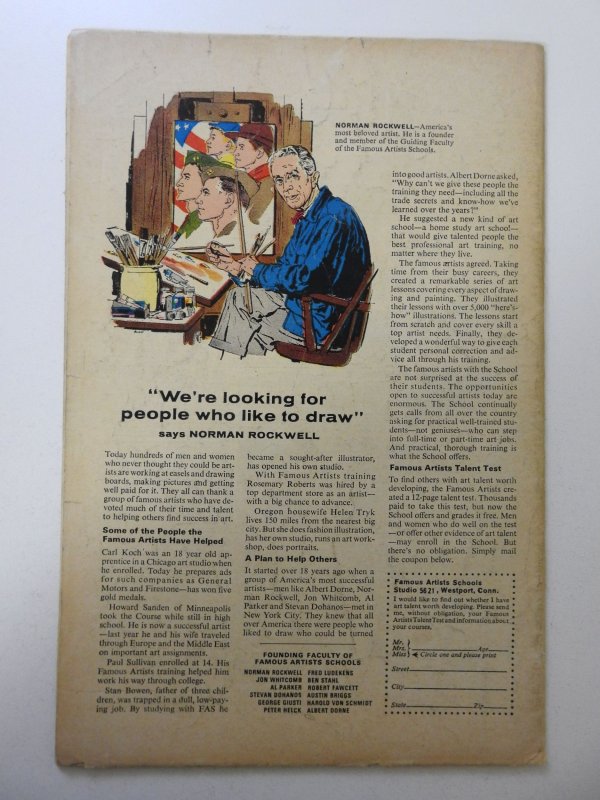 NORMAN ROCKWELL—America's
most beloved artist. He is a founder
and member of the Guiding Faculty
of the Famous Artists Schools.
"We're looking for
people who like to draw"
says NORMAN ROCKWELL
Today hundreds of men and women
who never thought they could be art-
ists are working at easels and drawing
boards, making pictures and getting
well paid for it. They all can thank a
group of famous artists who have de-
voted much of their time and talent
to helping others find success in art.
Some of the People the
Famous Artists Have Helped
Carl Koch was an 18 year old ap-
prentice in a Chicago art studio when
he enrolled. Today he prepares ads
for such companies as General
Motors and Firestone—has won five
gold medals.
Howard Sanden of Minneapolis
took the Course while still in high
school. He is now a successful artist
—last year he and his wife traveled
through Europe and the Middle East
on important art assignments.
Paul Sullivan enrolled at 14. His
Famous Artists training helped him
work his way through college.
Stan Bowen, father of three chil-
dren, was trapped in a dull, low-pay-
ing job. By studying with FAS he
became a sought-after illustrator,
has opened his own studio.
With Famous Artists training
Rosemary Roberts was hired by a
top department store as an artist—
with a big chance to advance.
Oregon housewife Helen Tryk
lives 150 miles from the nearest big
city. But she does fashion illustration,
has her own studio, runs an art work-
shop, does portraits.
A Plan to Help Others
It started over 18 years ago when a
group of America's most successful
artists—men like Albert Dorne, Nor-
man Rockwell, Jon Whitcomb, Al
Parker and Stevan Dohanos—met in
New York City. They knew that all
over America there were people who
liked to draw who could be turned
FOUNDING FACULTY OF
FAMOUS ARTISTS SCHOOLS
NORMAN ROCKWELL FRED LUDEKENS
JON WHITCOMB BEN STAHL
AL PARKER ROBERT FAWCETT
STEVAN DOHANOS AUSTIN BRIGGS
GEORGE GIUSTI HAROLD VON SCHMIDT
PETER HELCK ALBERT DORNE
into good artists. Albert Dorne asked,
"Why can't we give these people the
training they need—including all the
trade secrets and know-how we've
learned over the years?"
He suggested a new kind of art
school—a home study art school—
that would give talented people the
best professional art training, no
matter where they live.
The famous artists agreed. Taking
time from their busy careers, they
created a remarkable series of art
lessons covering every aspect of draw-
ing and painting. They illustrated
their lessons with over 5,000 "here's-
how" illustrations. The lessons start
from scratch and cover every skill a
top artist needs. Finally, they de-
veloped a wonderful way to give each
student personal correction and ad-
vice all through his training.
The famous artists with the School
are not surprised at the success of
their students. The opportunities
open to successful artists today are
enormous. The School continually
gets calls from all over the country
asking for practical well-trained stu-
dents—not geniuses—who can step
into full-time or part-time art jobs.
And practical, thorough training is
what the School offers.
Famous Artists Talent Test
To find others with art talent worth
developing, the Famous Artists cre-
ated a 12-page talent test. Thousands
paid to take this test, but now the
School offers and grades it free. Men
and women who do well on the test
—or offer other evidence of art talent
—may enroll in the School. But
there's no obligation. Simply mail
the coupon below.
Famous Artists Schools
Studio 5621, Westport, Conn.
I would like to find out whether I have
art talent worth developing. Please send
me, without obligation, your Famous
Artists Talent Test and information about
your courses.
Mr.
Mrs. Age
Miss Circle one and please print
Street
City
State Zip